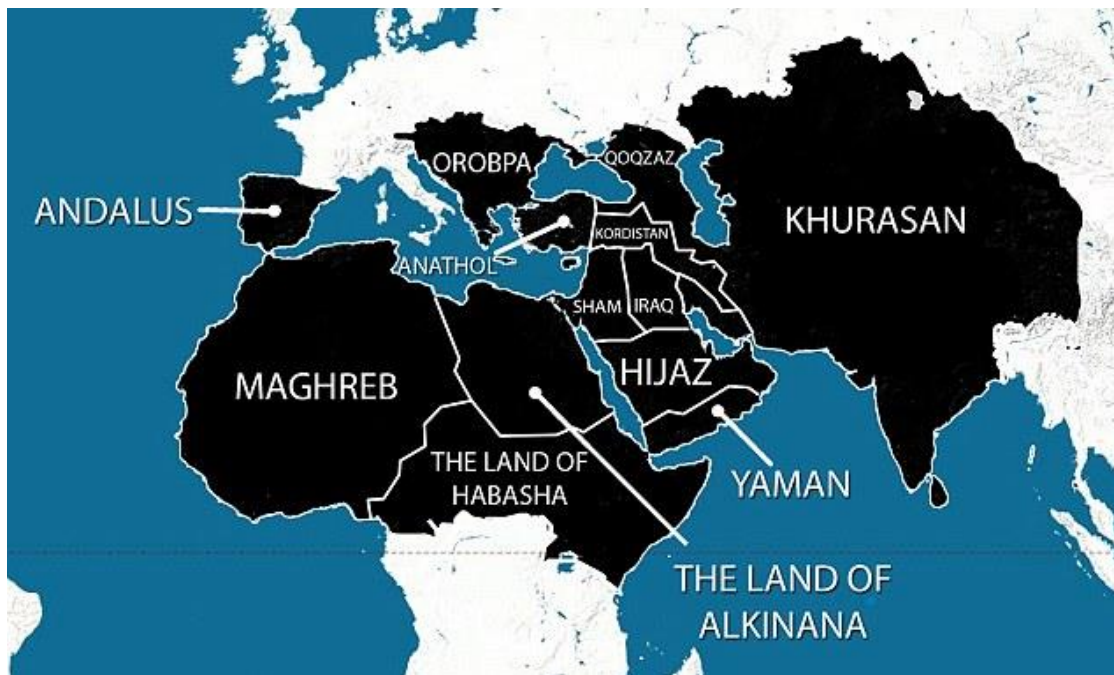 OROBPA
QOQZAZ
ANDALUS
KHURASAN
KORDISTAN
ANATHOL
SHAM
IRAQ
MAGHREB
HIJAZ
THE LAND OF
HABASHA
YAMAN
THE LAND OF
ALKINANA